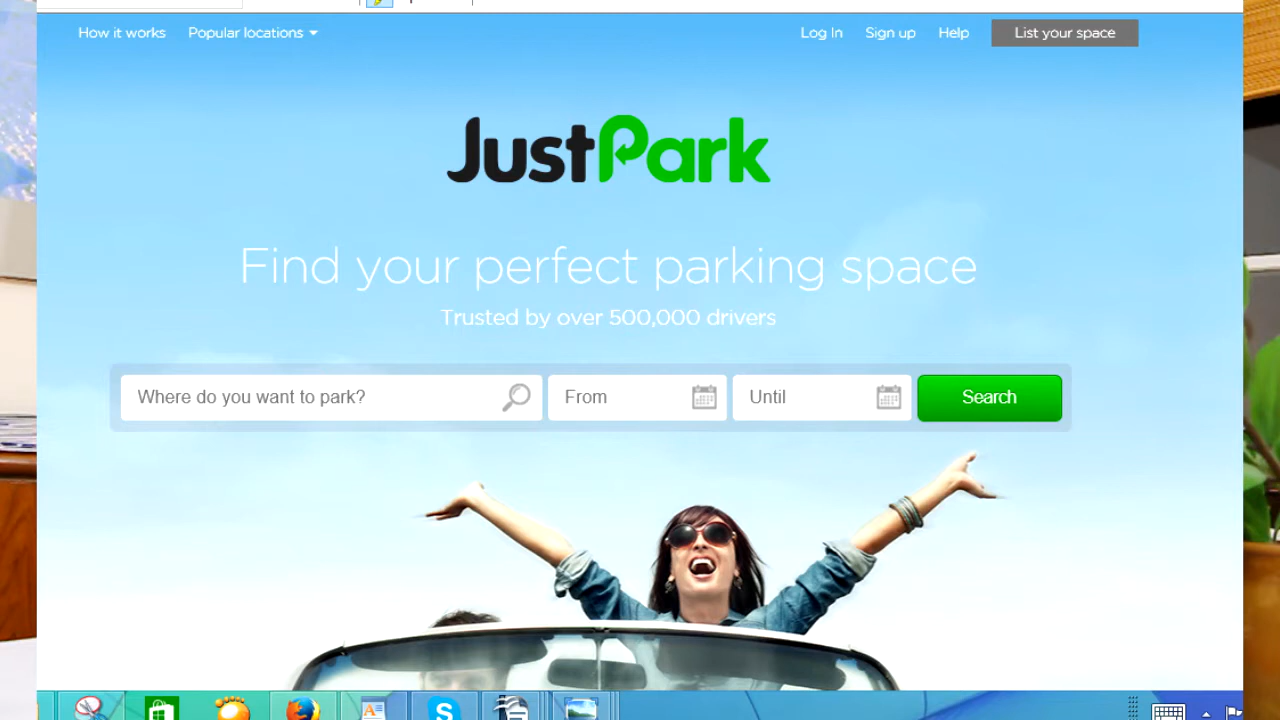 How it works Popular locations Log In Sign up Help List your space
JustPark
Find your perfect parking space
Trusted by over 500,000 drivers
Where do you want to park? From Until Search